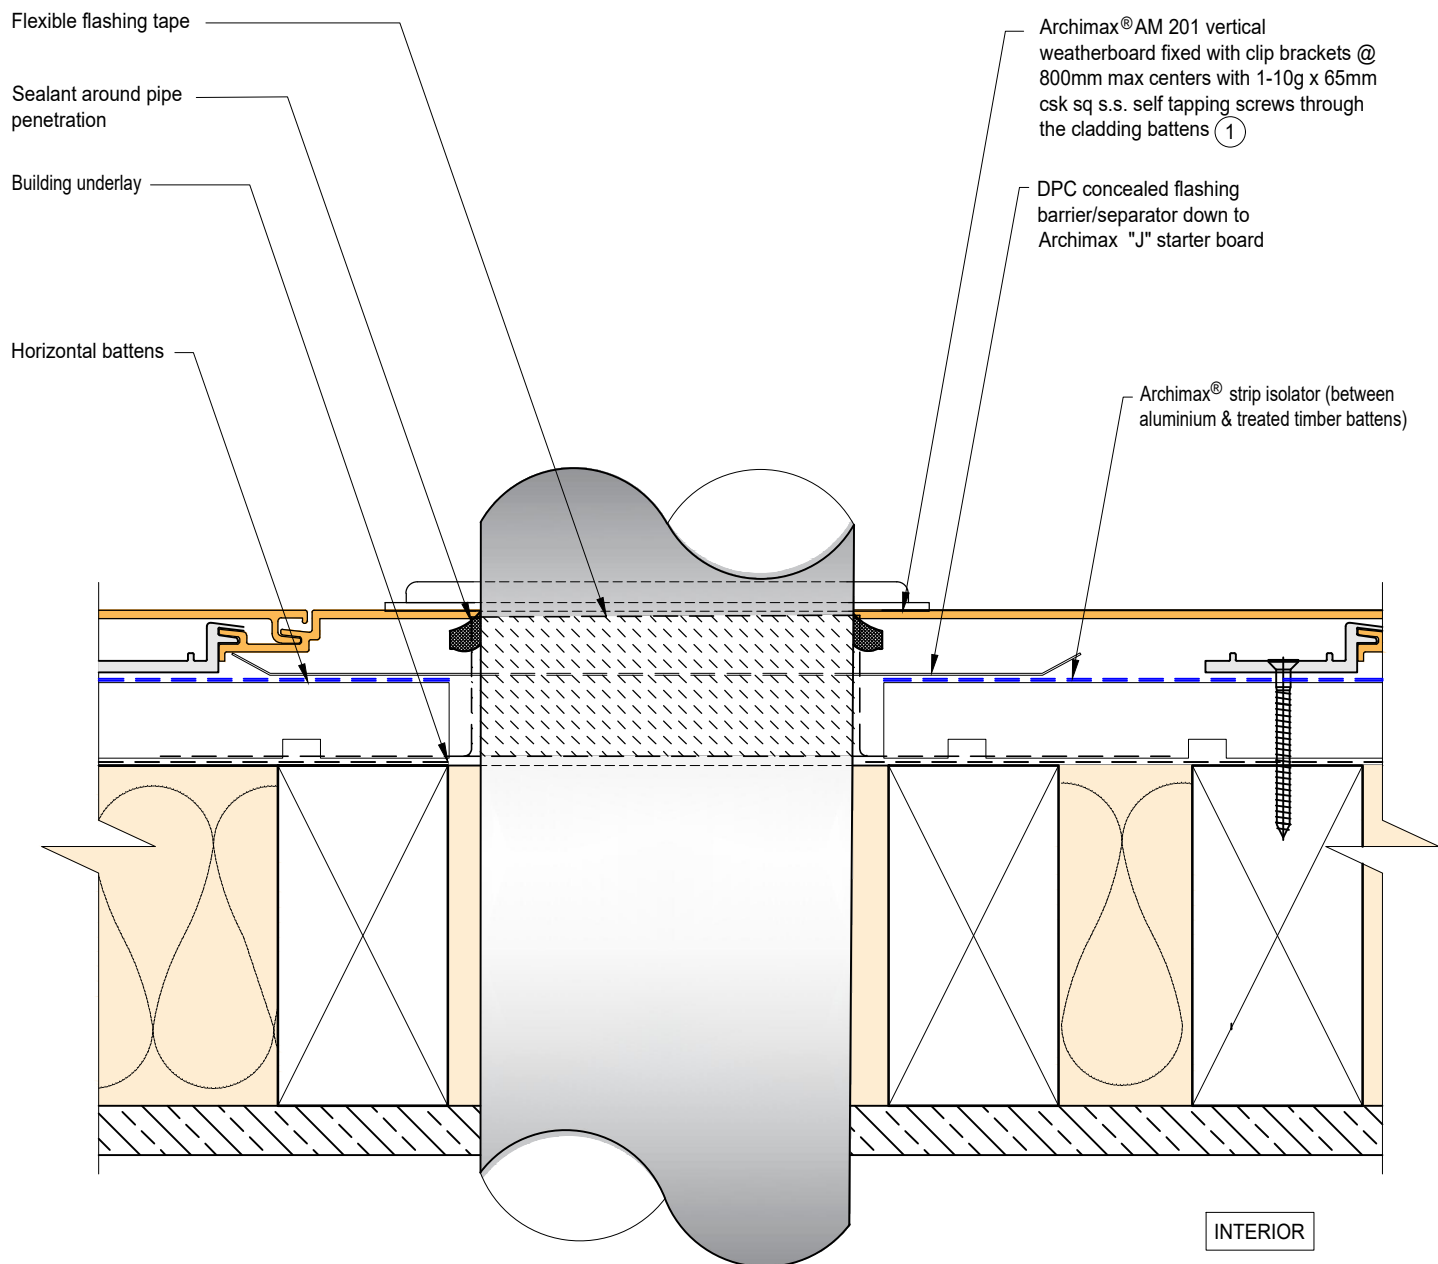 Flexible flashing tape
Sealant around pipe
penetration
Building underlay
Horizontal battens
Archimax® AM 201 vertical
weatherboard fixed with clip brackets @
800mm max centers with 1-10g x 65mm
csk sq s.s. self tapping screws through
the cladding battens 1
DPC concealed flashing
barrier/separator down to
Archimax "J" starter board
Archimax® strip isolator (between
aluminium & treated timber battens)
INTERIOR